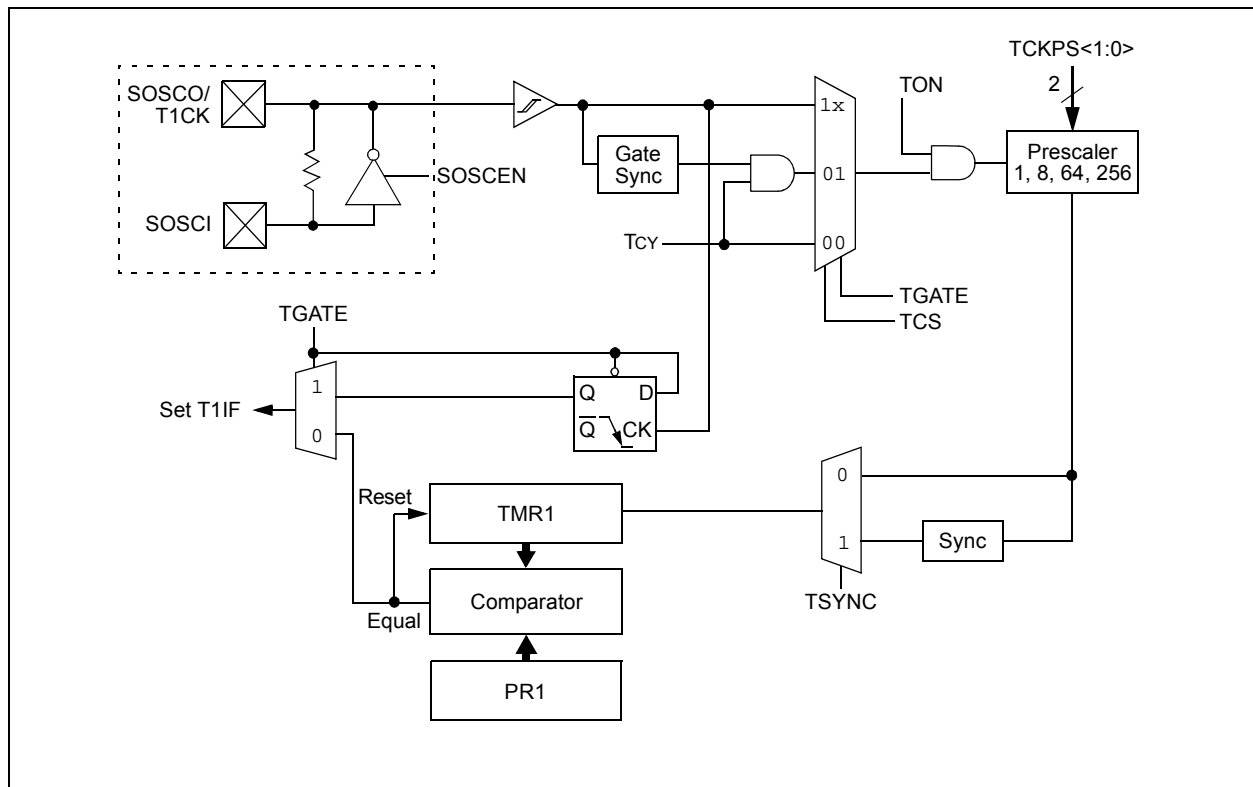 TCKPS<1:0>
2
SOSCO/
T1CK
TON
1x
Gate
Sync
Prescaler
1, 8, 64, 256
SOSCEN
01
SOSCI
TCY
00
TGATE
TCS
TGATE
1
Q
D
Set T1IF
0
Q
CK
Reset
TMR1
0
1
Sync
TSYNC
Comparator
Equal
PR1